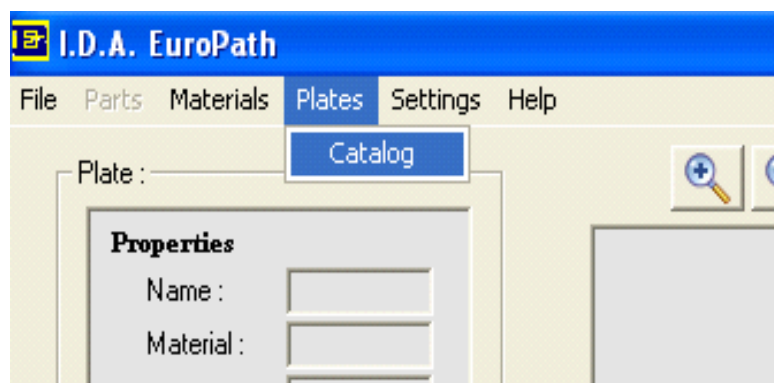 I.D.A. EuroPath
File Parts Materials Plates Settings Help
Catalog
Plate :
Properties
Name :
Material :